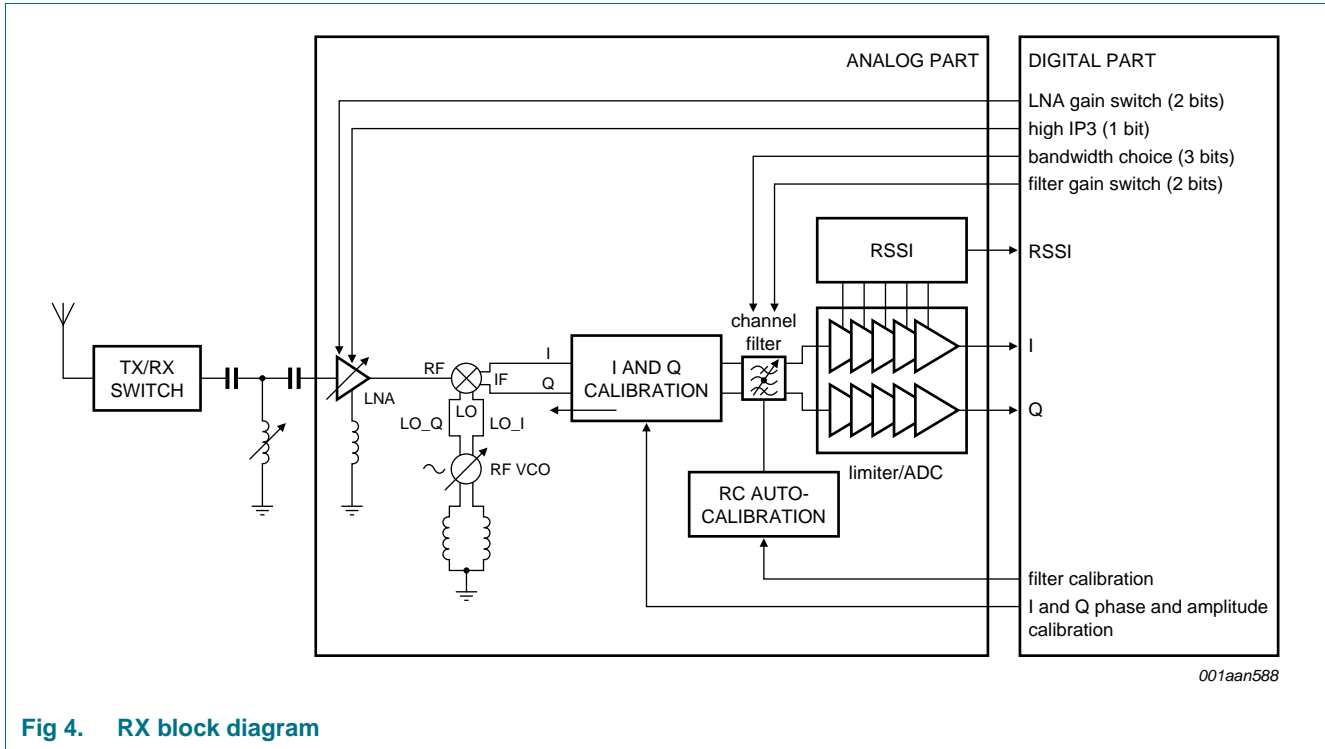 ANALOG PART
DIGITAL PART
LNA gain switch (2 bits)
high IP3 (1 bit)
bandwidth choice (3 bits)
filter gain switch (2 bits)
RSSI
RSSI
channel
filter
TX/RX
SWITCH
LNA
RF
I
IF
Q
LO
LO_Q
LO_I
RF VCO
I AND Q
CALIBRATION
I
Q
limiter/ADC
RC AUTO-
CALIBRATION
filter calibration
I and Q phase and amplitude
calibration
001aan588
Fig 4. RX block diagram